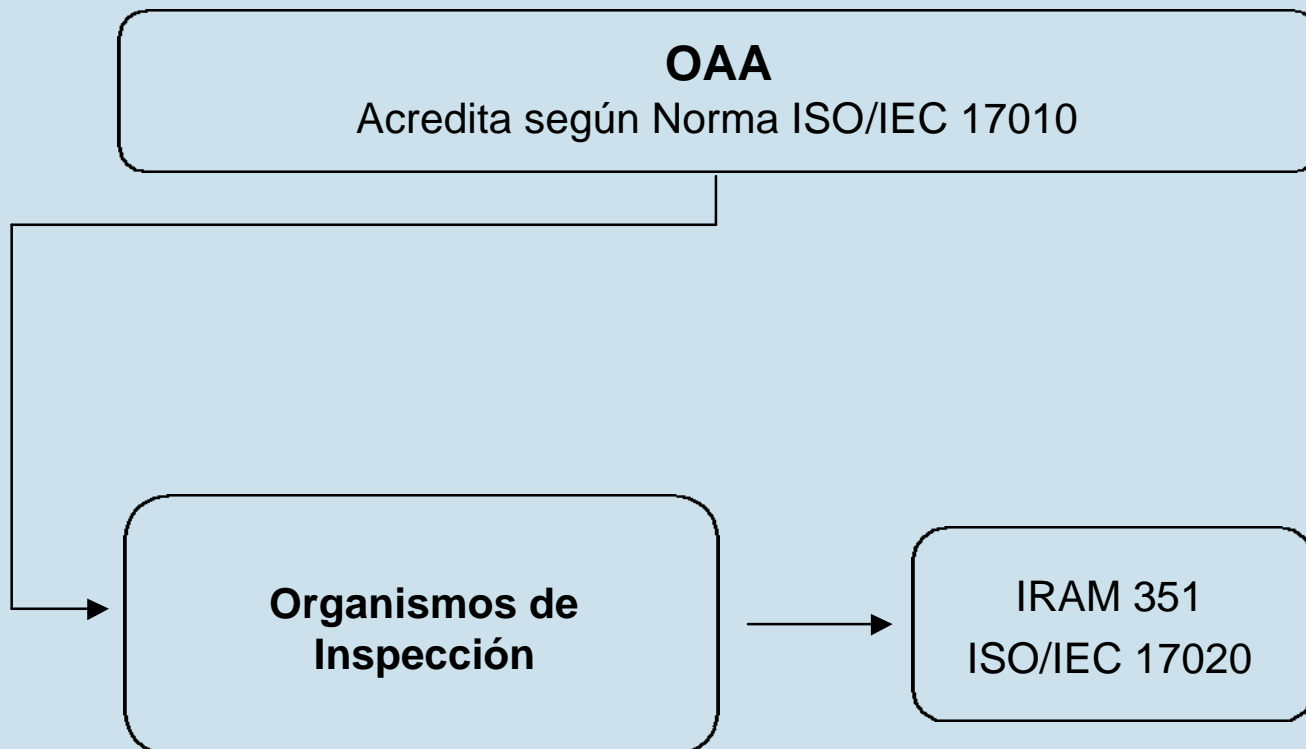 OAA
Acredita según Norma ISO/IEC 17010
Organismos de
Inspección
IRAM 351
ISO/IEC 17020